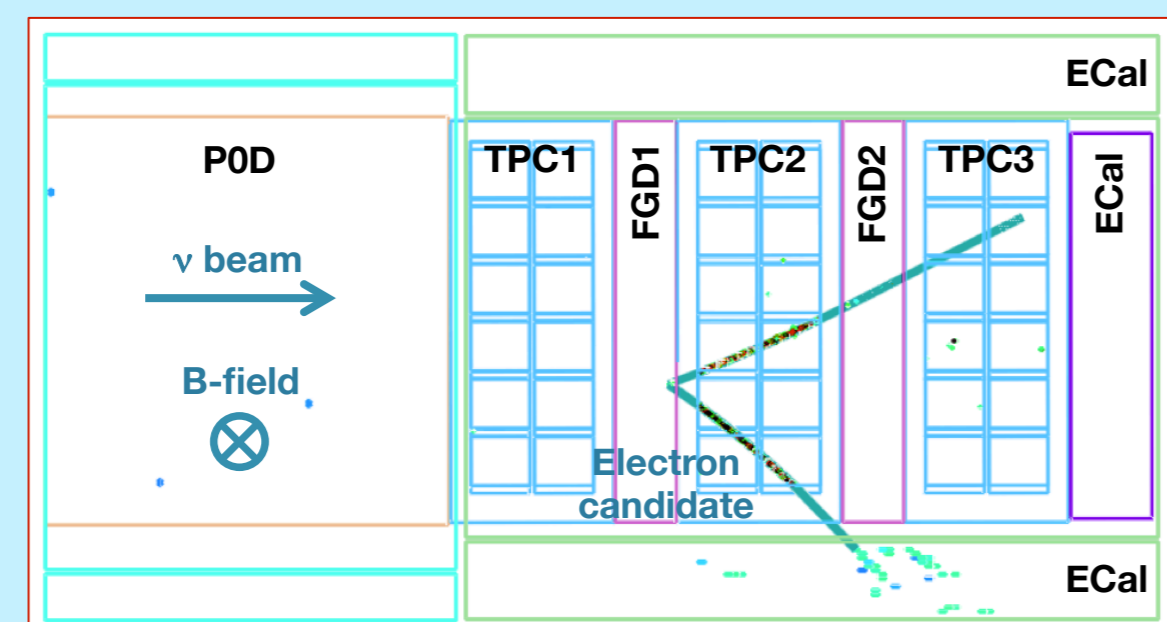 ECal
P0D
TPC1
FGD1
TPC2
FGD2
TPC3
ECal
ν beam
B-field
Electron
candidate
ECal